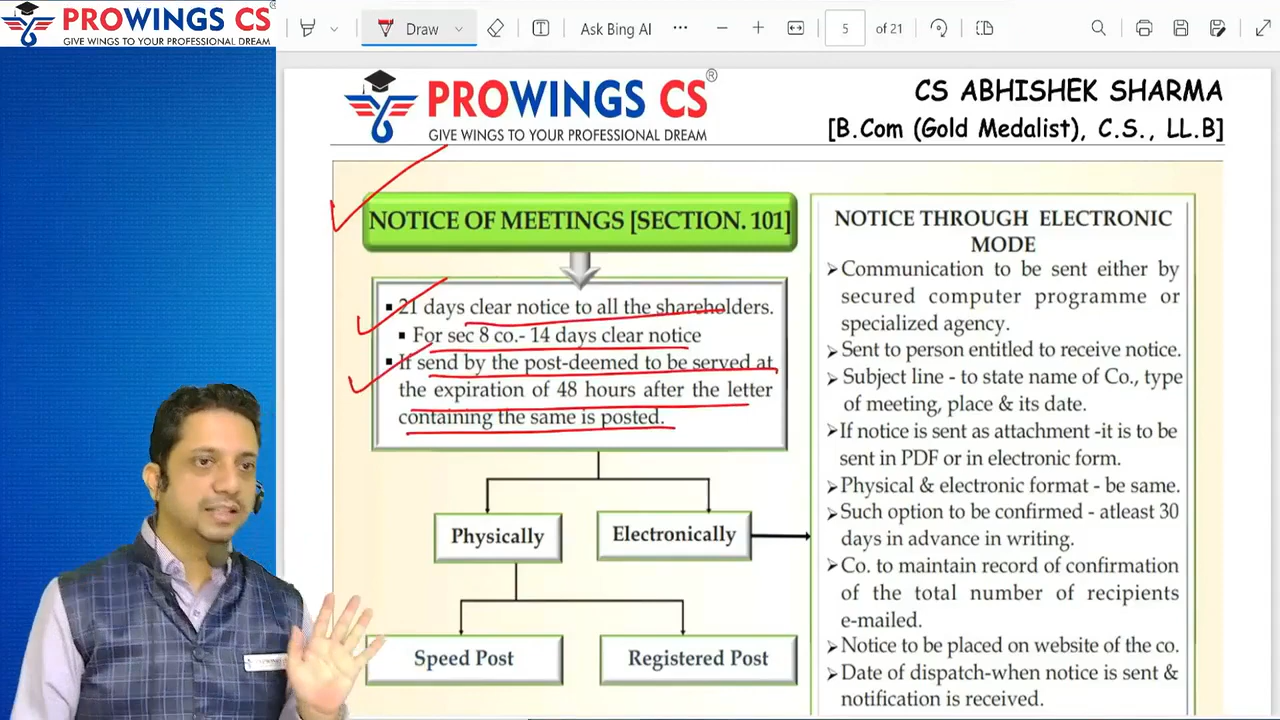 PROWINGS CS®
GIVE WINGS TO YOUR PROFESSIONAL DREAM
Draw
Ask Bing AI
5
of 21
PROWINGS CS®
GIVE WINGS TO YOUR PROFESSIONAL DREAM
CS ABHISHEK SHARMA
[B.Com (Gold Medalist), C.S., LL.B]
NOTICE OF MEETINGS [SECTION. 101]
▪ 21 days clear notice to all the shareholders.
▪ For sec 8 co.- 14 days clear notice
▪ If send by the post-deemed to be served at
the expiration of 48 hours after the letter
containing the same is posted.
Physically
Electronically
Speed Post
Registered Post
NOTICE THROUGH ELECTRONIC
MODE
➢Communication to be sent either by
secured computer programme or
specialized agency.
➢Sent to person entitled to receive notice.
➢Subject line - to state name of Co., type
of meeting, place & its date.
➢If notice is sent as attachment -it is to be
sent in PDF or in electronic form.
➢Physical & electronic format - be same.
➢Such option to be confirmed - atleast 30
days in advance in writing.
➢Co. to maintain record of confirmation
of the total number of recipients
e-mailed.
➢Notice to be placed on website of the co.
➢Date of dispatch-when notice is sent &
notification is received.